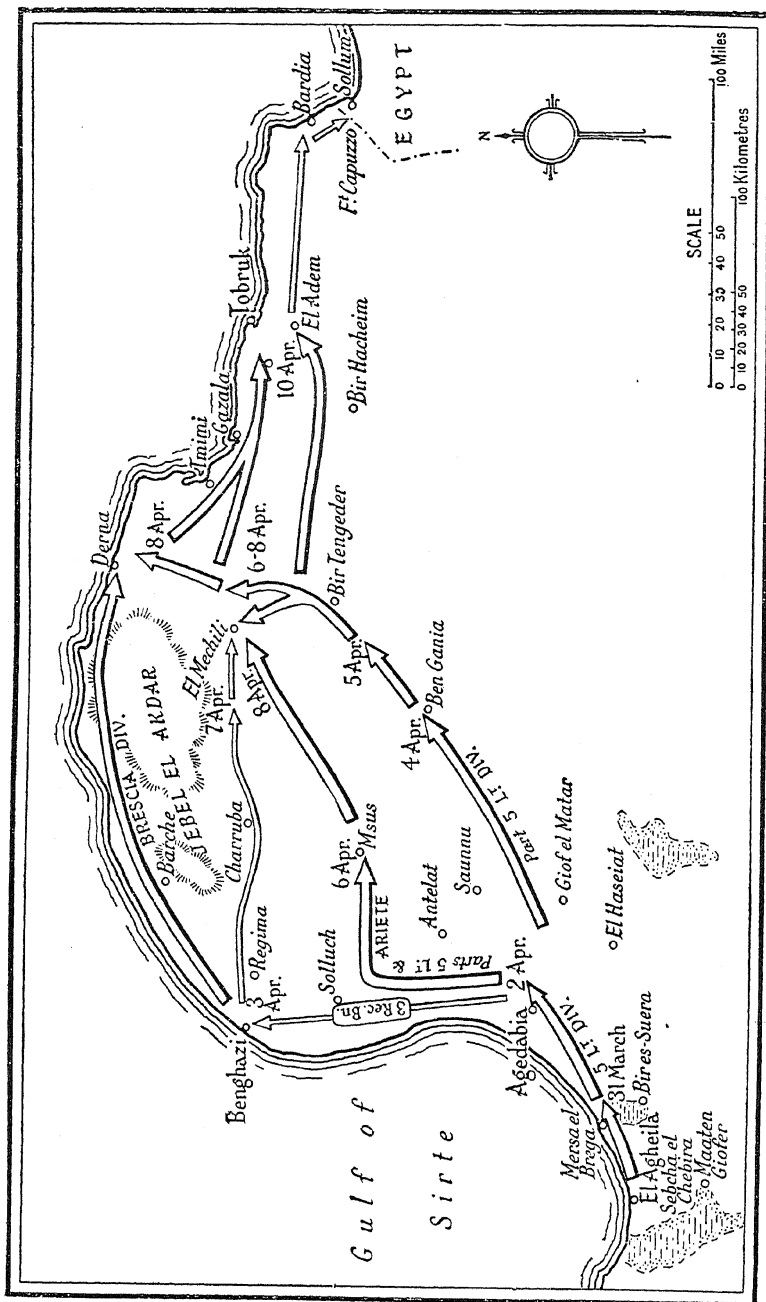 Derna
Bardia
Sollum
Ft. Capuzzo
EGYPT
N
Tobruk
El Adem
Gazala
Tmimi
10 Apr.
Bir Hacheim
8 Apr.
6-8 Apr.
Bir Tengeder
BRESCIA DIV.
Barche
JEBEL EL AKDAR
El Mechili
7 Apr.
8 Apr.
5 Apr.
Charruba
4 Apr.
Ben Gania
Part 5 LT. DIV.
Regima
3
Apr.
Benghazi
Solluch
3 Rec. Bn.
6 Apr.
Msus
ARIETE
Parts 5 LT. &
Antelat
Saunnu
Giof el Matar
El Haseiat
2 Apr.
Agedabia
5 LT. DIV.
31 March
Bir es-Suera
Mersa el
Brega
El Agheila
Sebcha el
Chebira
Maaten
Giofer
Gulf of
Sirte
SCALE
0 10 20 30 40 50 100 Miles
0 10 20 30 40 50 100 Kilometres